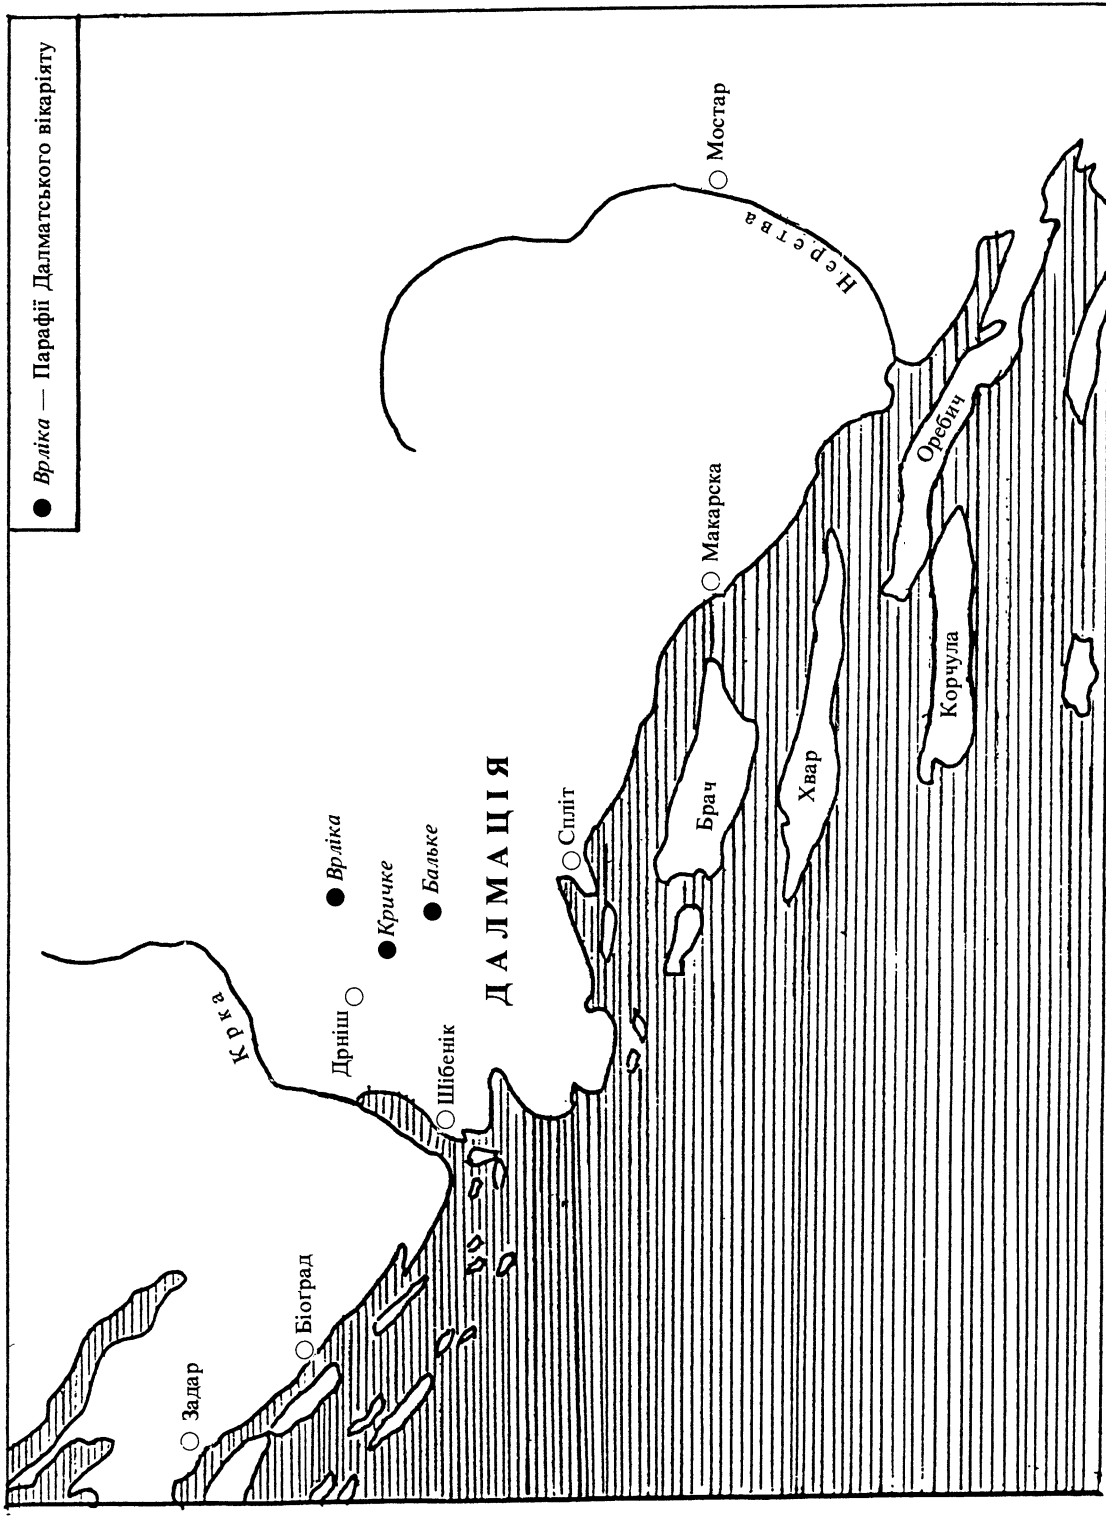 ● Врліка — Парафії Далматського вікаріяту
Задар
Біоґрад
Крка
Дрніш
Шібенік
Врліка
Кричке
Бальке
ДАЛМАЦІЯ
Спліт
Брач
Хвар
Корчула
Оребич
Макарска
Мостар
Неретва